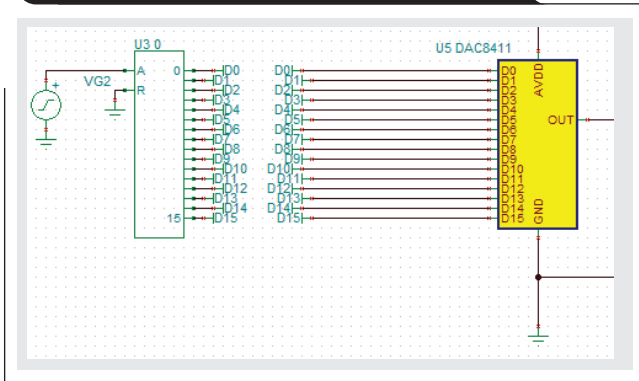 U3 0
U5 DAC8411
VG2
+
A
R
0
15
D0
D1
D2
D3
D4
D5
D6
D7
D8
D9
D10
D11
D12
D13
D14
D15
D0
D1
D2
D3
D4
D5
D6
D7
D8
D9
D10
D11
D12
D13
D14
D15
D0
D1
D2
D3
D4
D5
D6
D7
D8
D9
D10
D11
D12
D13
D14
D15
AVDD
OUT
GND